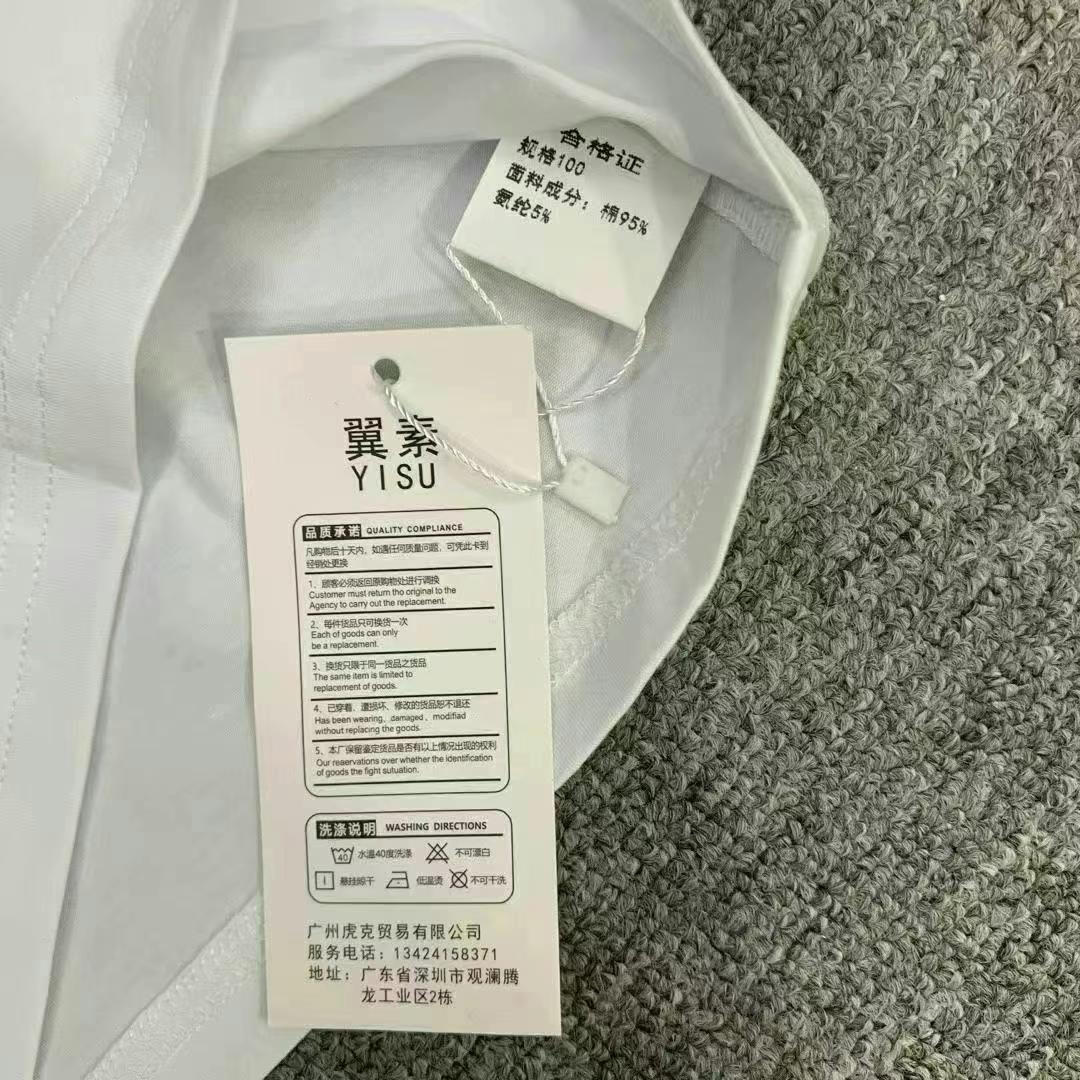 合格证
规格100
面料成分：棉95%
氨纶5%
翼素
YISU
品质承诺 QUALITY COMPLIANCE
凡购物后十天内，如遇任何质量问题，可凭此卡到
经销处更换
1、顾客必须返回原购物处进行调换
Customer must return tho original to the
Agency to carry out the replacement.
2、每件货品只可换货一次
Each of goods can only
be a replacement.
3、换货只限于同一货品之货品
The same item is limited to
replacement of goods.
4、已穿着、遭损坏、修改的货品恕不退还
Has been wearing、damaged、modifiad
without replacing the goods.
5、本厂保留鉴定货品是否有以上情况出现的权利
Our reaervations over whether the identification
of goods the fight sutuation.
洗涤说明 WASHING DIRECTIONS
40 水温40度洗涤 不可漂白
悬挂晾干 低温烫 不可干洗
广州虎克贸易有限公司
服务电话：13424158371
地址：广东省深圳市观澜腾
龙工业区2栋